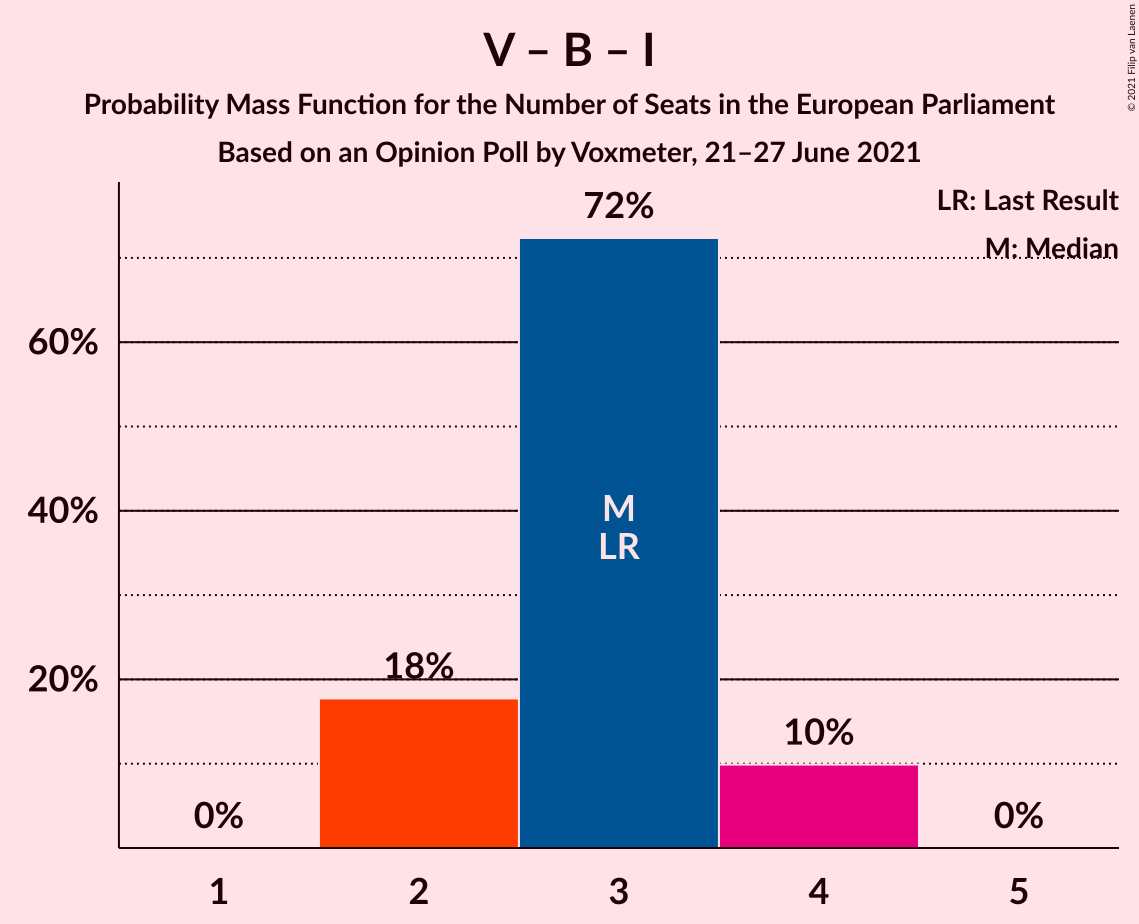 V – B – I
Probability Mass Function for the Number of Seats in the European Parliament
Based on an Opinion Poll by Voxmeter, 21–27 June 2021
© 2021 Filip van Laenen
LR: Last Result
M: Median
72%
60%
40%
20%
M
LR
18%
10%
0%
0%
1
2
3
4
5